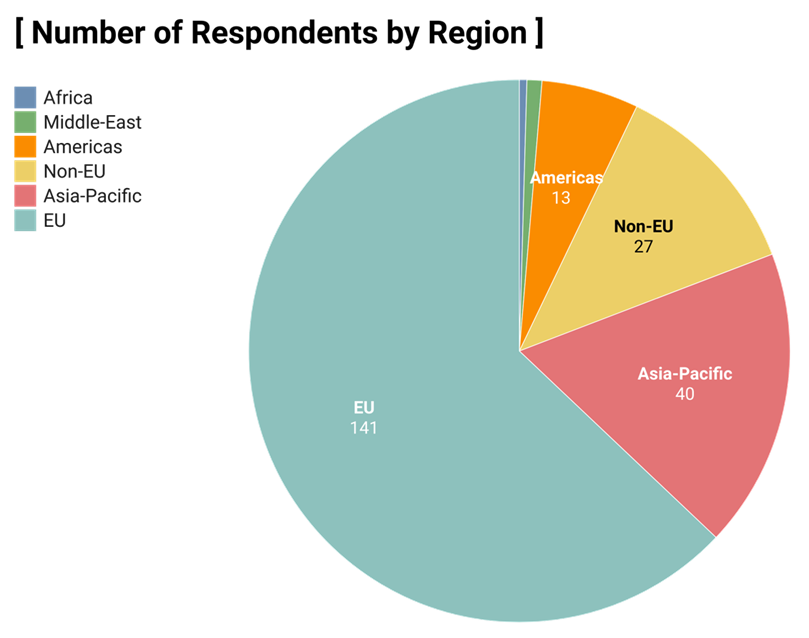 [ Number of Respondents by Region ]
Africa
Middle-East
Americas
Non-EU
Asia-Pacific
EU
Americas
13
Non-EU
27
Asia-Pacific
40
EU
141